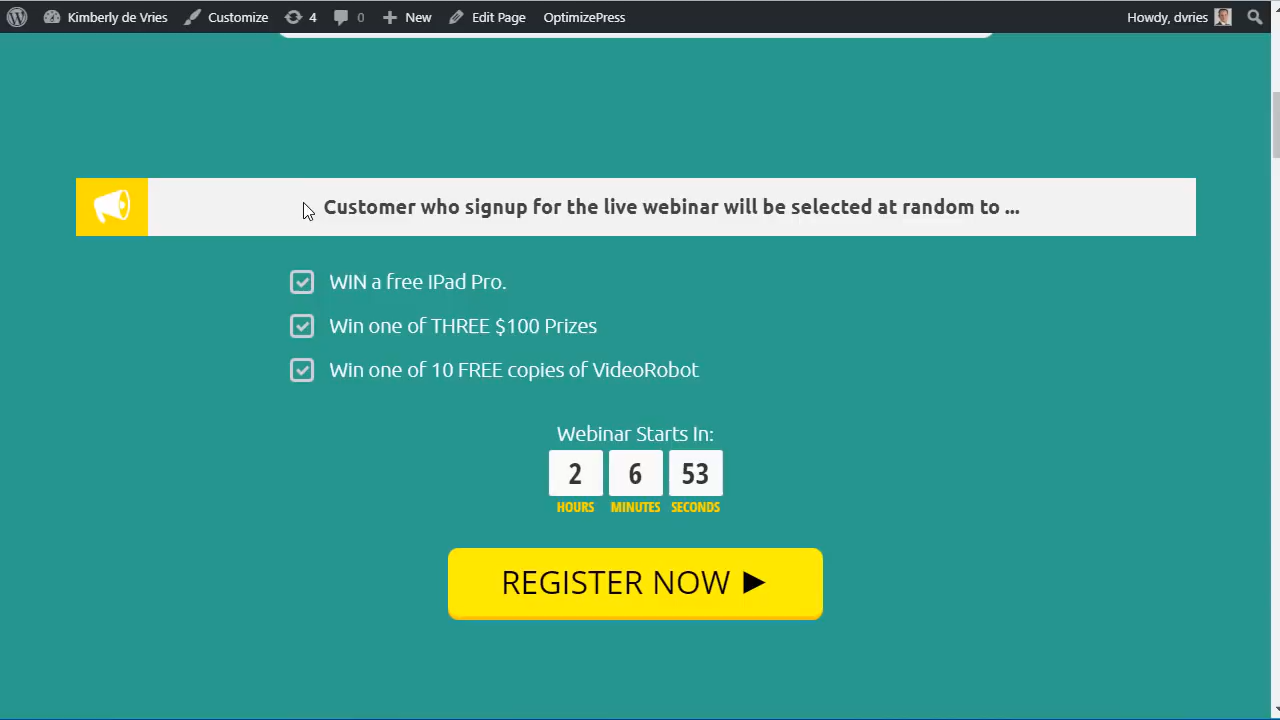 Kimberly de Vries Customize 4 0 New Edit Page OptimizePress Howdy, dvries
Customer who signup for the live webinar will be selected at random to ...
WIN a free IPad Pro.
Win one of THREE $100 Prizes
Win one of 10 FREE copies of VideoRobot
Webinar Starts In:
2 6 53
HOURS MINUTES SECONDS
REGISTER NOW ►